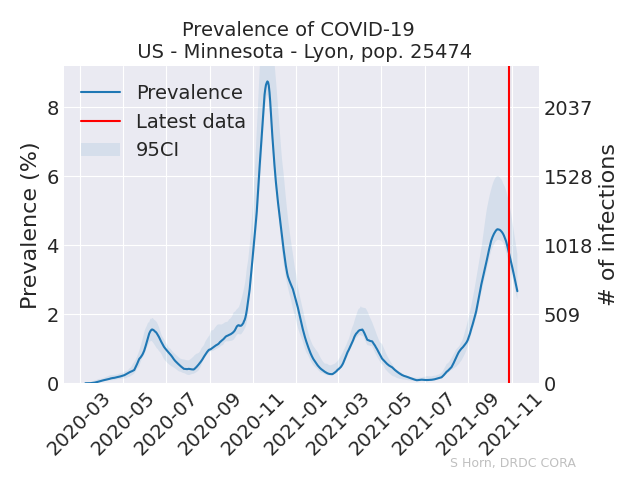 Prevalence of COVID-19
US - Minnesota - Lyon, pop. 25474
Prevalence
Latest data
95CI
Prevalence (%)
8
6
4
2
0
2037
1528
1018
509
0
# of infections
2020-03
2020-05
2020-07
2020-09
2020-11
2021-01
2021-03
2021-05
2021-07
2021-09
2021-11
S Horn, DRDC CORA